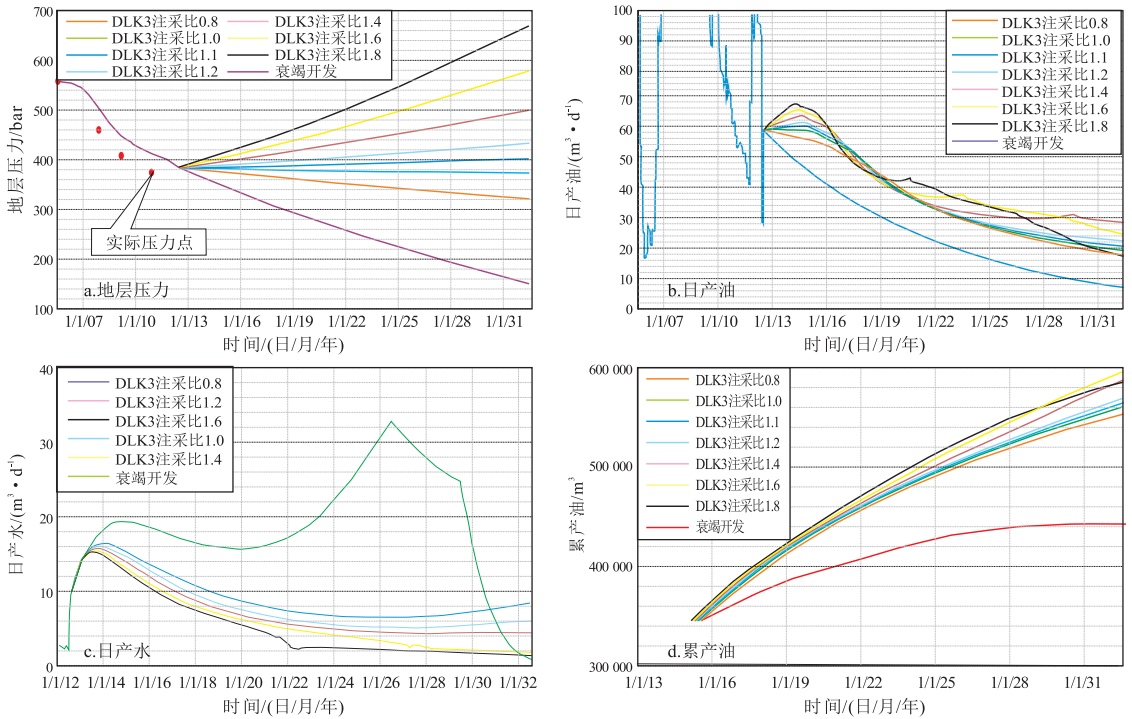 700
600
500
400
300
200
100
地层压力/bar
DLK3注采比0.8
DLK3注采比1.0
DLK3注采比1.1
DLK3注采比1.2
DLK3注采比1.4
DLK3注采比1.6
DLK3注采比1.8
衰竭开发
实际压力点
a.地层压力
1/1/07 1/1/10 1/1/13 1/1/16 1/1/19 1/1/22 1/1/25 1/1/28 1/1/31
时间/(日/月/年)
100
90
80
70
60
50
40
30
20
10
0
日产油/(m³·d⁻¹)
DLK3注采比0.8
DLK3注采比1.0
DLK3注采比1.1
DLK3注采比1.2
DLK3注采比1.4
DLK3注采比1.6
DLK3注采比1.8
衰竭开发
b.日产油
1/1/07 1/1/10 1/1/13 1/1/16 1/1/19 1/1/22 1/1/25 1/1/28 1/1/31
时间/(日/月/年)
40
30
20
10
0
日产水/(m³·d⁻¹)
DLK3注采比0.8
DLK3注采比1.2
DLK3注采比1.6
DLK3注采比1.0
DLK3注采比1.4
衰竭开发
c.日产水
1/1/12 1/1/14 1/1/16 1/1/18 1/1/20 1/1/22 1/1/24 1/1/26 1/1/28 1/1/30 1/1/32
时间/(日/月/年)
600 000
500 000
400 000
300 000
累产油/m³
DLK3注采比0.8
DLK3注采比1.0
DLK3注采比1.1
DLK3注采比1.2
DLK3注采比1.4
DLK3注采比1.6
DLK3注采比1.8
衰竭开发
d.累产油
1/1/13 1/1/16 1/1/19 1/1/22 1/1/25 1/1/28 1/1/31
时间/(日/月/年)